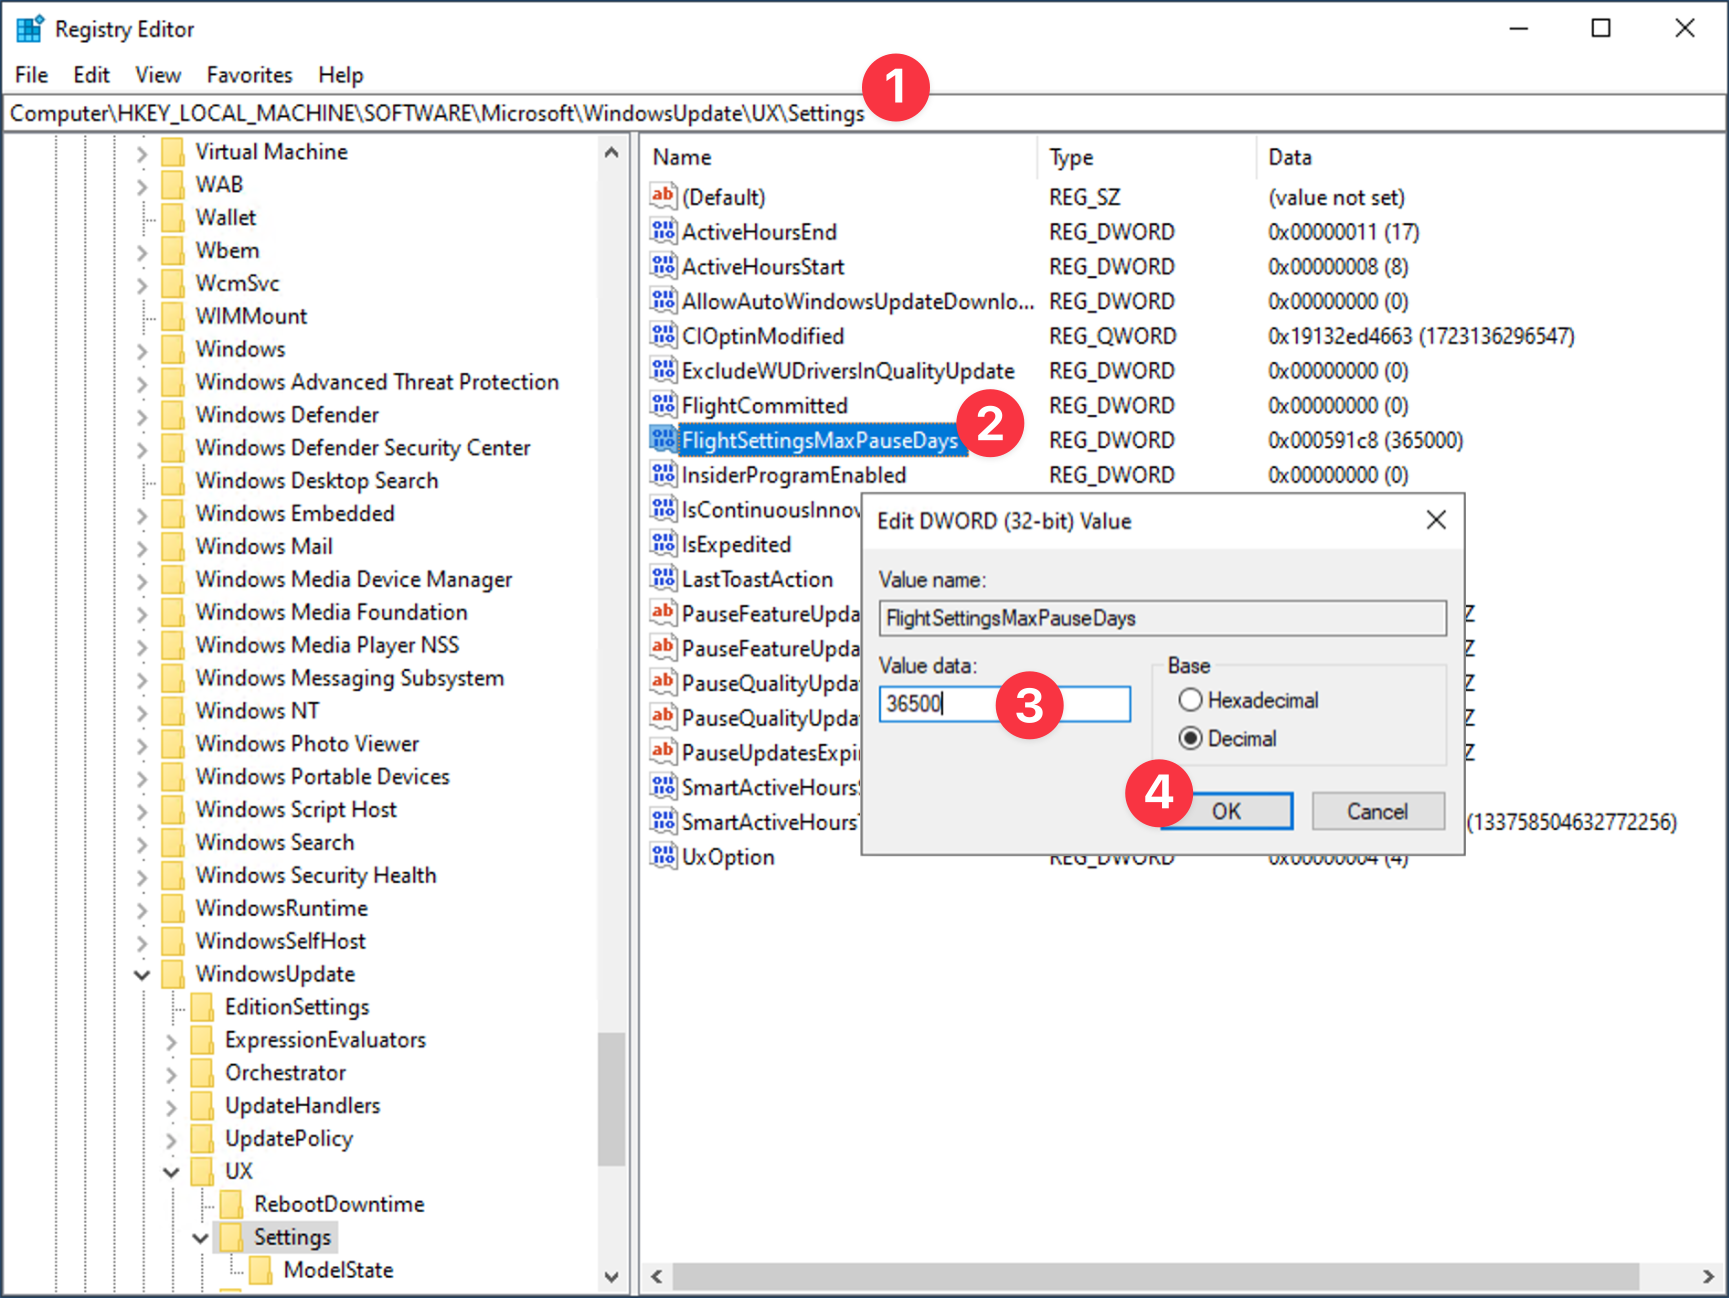 Registry Editor
File Edit View Favorites Help
1
Computer\HKEY_LOCAL_MACHINE\SOFTWARE\Microsoft\WindowsUpdate\UX\Settings
Virtual Machine
WAB
Wallet
Wbem
WcmSvc
WIMMount
Windows
Windows Advanced Threat Protection
Windows Defender
Windows Defender Security Center
Windows Desktop Search
Windows Embedded
Windows Mail
Windows Media Device Manager
Windows Media Foundation
Windows Media Player NSS
Windows Messaging Subsystem
Windows NT
Windows Photo Viewer
Windows Portable Devices
Windows Script Host
Windows Search
Windows Security Health
WindowsRuntime
WindowsSelfHost
WindowsUpdate
EditionSettings
ExpressionEvaluators
Orchestrator
UpdateHandlers
UpdatePolicy
UX
RebootDowntime
Settings
ModelState
Name Type Data
(Default) REG_SZ (value not set)
ActiveHoursEnd REG_DWORD 0x00000011 (17)
ActiveHoursStart REG_DWORD 0x00000008 (8)
AllowAutoWindowsUpdateDownlo... REG_DWORD 0x00000000 (0)
CIOptinModified REG_QWORD 0x19132ed4663 (1723136296547)
ExcludeWUDriversInQualityUpdate REG_DWORD 0x00000000 (0)
FlightCommitted REG_DWORD 0x00000000 (0)
FlightSettingsMaxPauseDays 2 REG_DWORD 0x000591c8 (365000)
InsiderProgramEnabled REG_DWORD 0x00000000 (0)
IsContinuousInnov
IsExpedited
LastToastAction
PauseFeatureUpda Z
PauseFeatureUpda Z
PauseQualityUpda Z
PauseQualityUpda Z
PauseUpdatesExpi Z
SmartActiveHoursS
SmartActiveHoursT (133758504632772256)
UxOption REG_DWORD 0x00000004 (4)
Edit DWORD (32-bit) Value
Value name:
FlightSettingsMaxPauseDays
Value data:
36500
3
Base
Hexadecimal
Decimal
4
OK Cancel